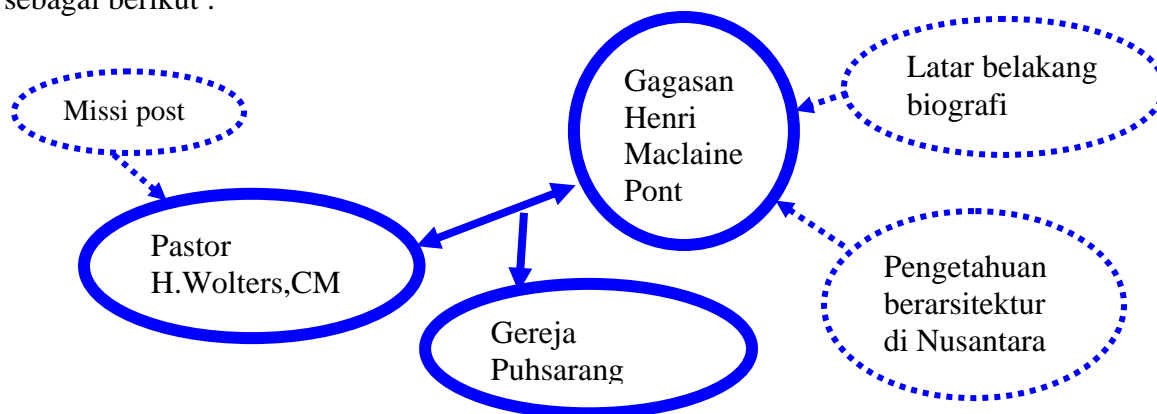 sebagai berikut :
Missi post
Gagasan
Henri
Maclaine
Pont
Latar belakang
biografi
Pastor
H.Wolters,CM
Pengetahuan
berarsitektur
di Nusantara
Gereja
Puhsarang